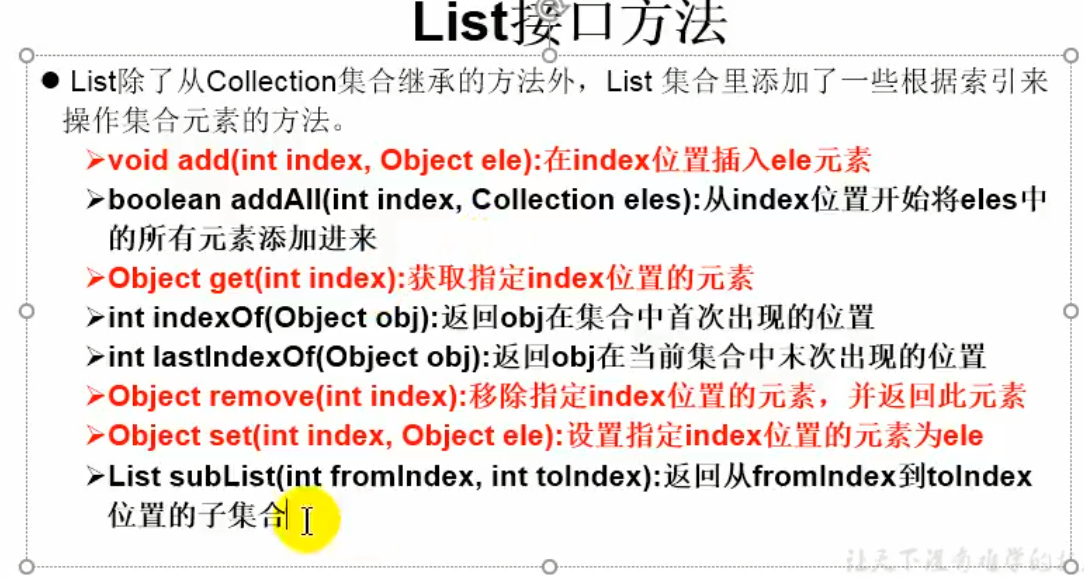 List接口方法
● List除了从Collection集合继承的方法外，List 集合里添加了一些根据索引来
操作集合元素的方法。
➢void add(int index, Object ele):在index位置插入ele元素
➢boolean addAll(int index, Collection eles):从index位置开始将eles中
的所有元素添加进来
➢Object get(int index):获取指定index位置的元素
➢int indexOf(Object obj):返回obj在集合中首次出现的位置
➢int lastIndexOf(Object obj):返回obj在当前集合中末次出现的位置
➢Object remove(int index):移除指定index位置的元素，并返回此元素
➢Object set(int index, Object ele):设置指定index位置的元素为ele
➢List subList(int fromIndex, int toIndex):返回从fromIndex到toIndex
位置的子集合
让天下没有难学的技